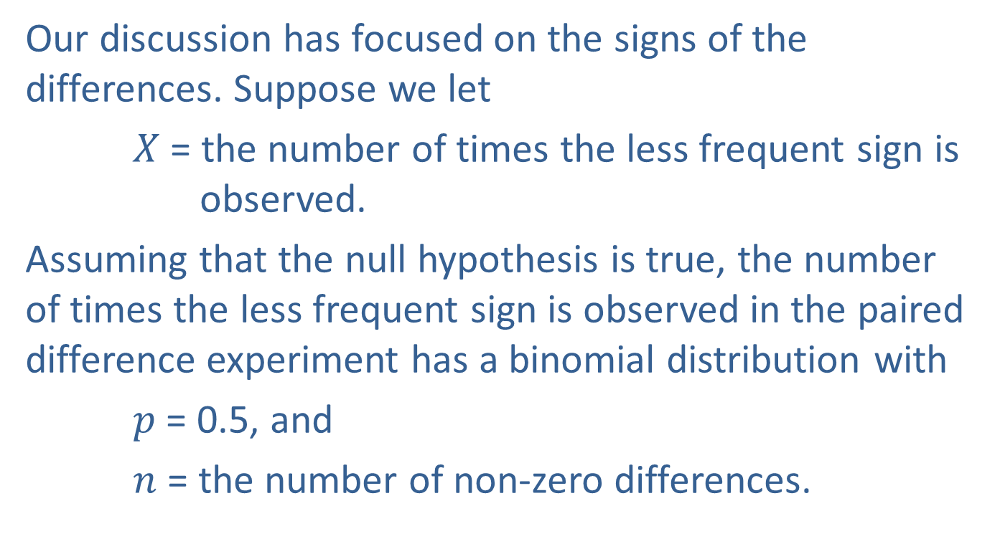 Our discussion has focused on the signs of the
differences. Suppose we let
X = the number of times the less frequent sign is
observed.
Assuming that the null hypothesis is true, the number
of times the less frequent sign is observed in the paired
difference experiment has a binomial distribution with
p = 0.5, and
n = the number of non-zero differences.